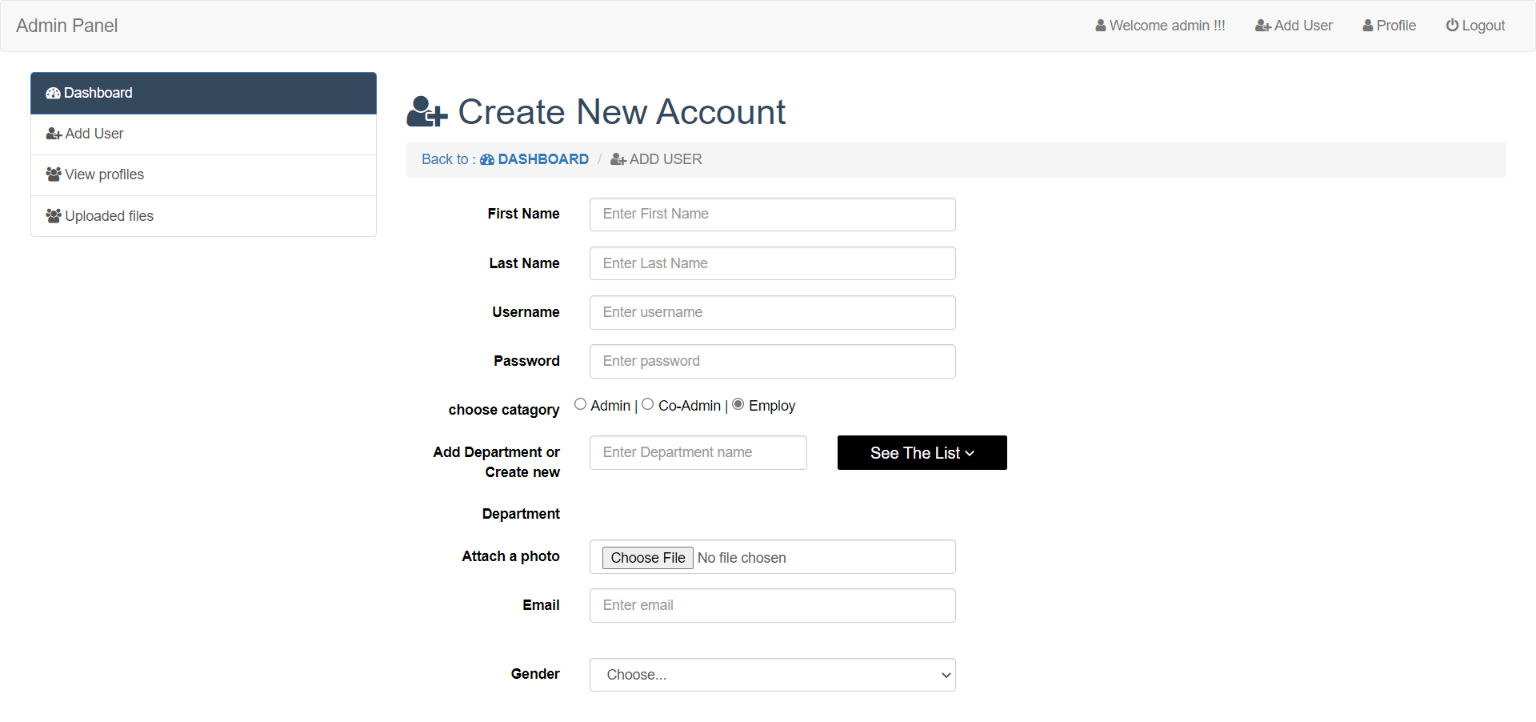 Admin Panel
Welcome admin !!!
Add User
Profile
Logout
Dashboard
Add User
View profiles
Uploaded files
Create New Account
Back to : DASHBOARD / ADD USER
First Name
Enter First Name
Last Name
Enter Last Name
Username
Enter username
Password
Enter password
choose catagory
Admin | Co-Admin | Employ
Add Department or
Create new
Enter Department name
See The List
Department
Attach a photo
Choose File No file chosen
Email
Enter email
Gender
Choose...